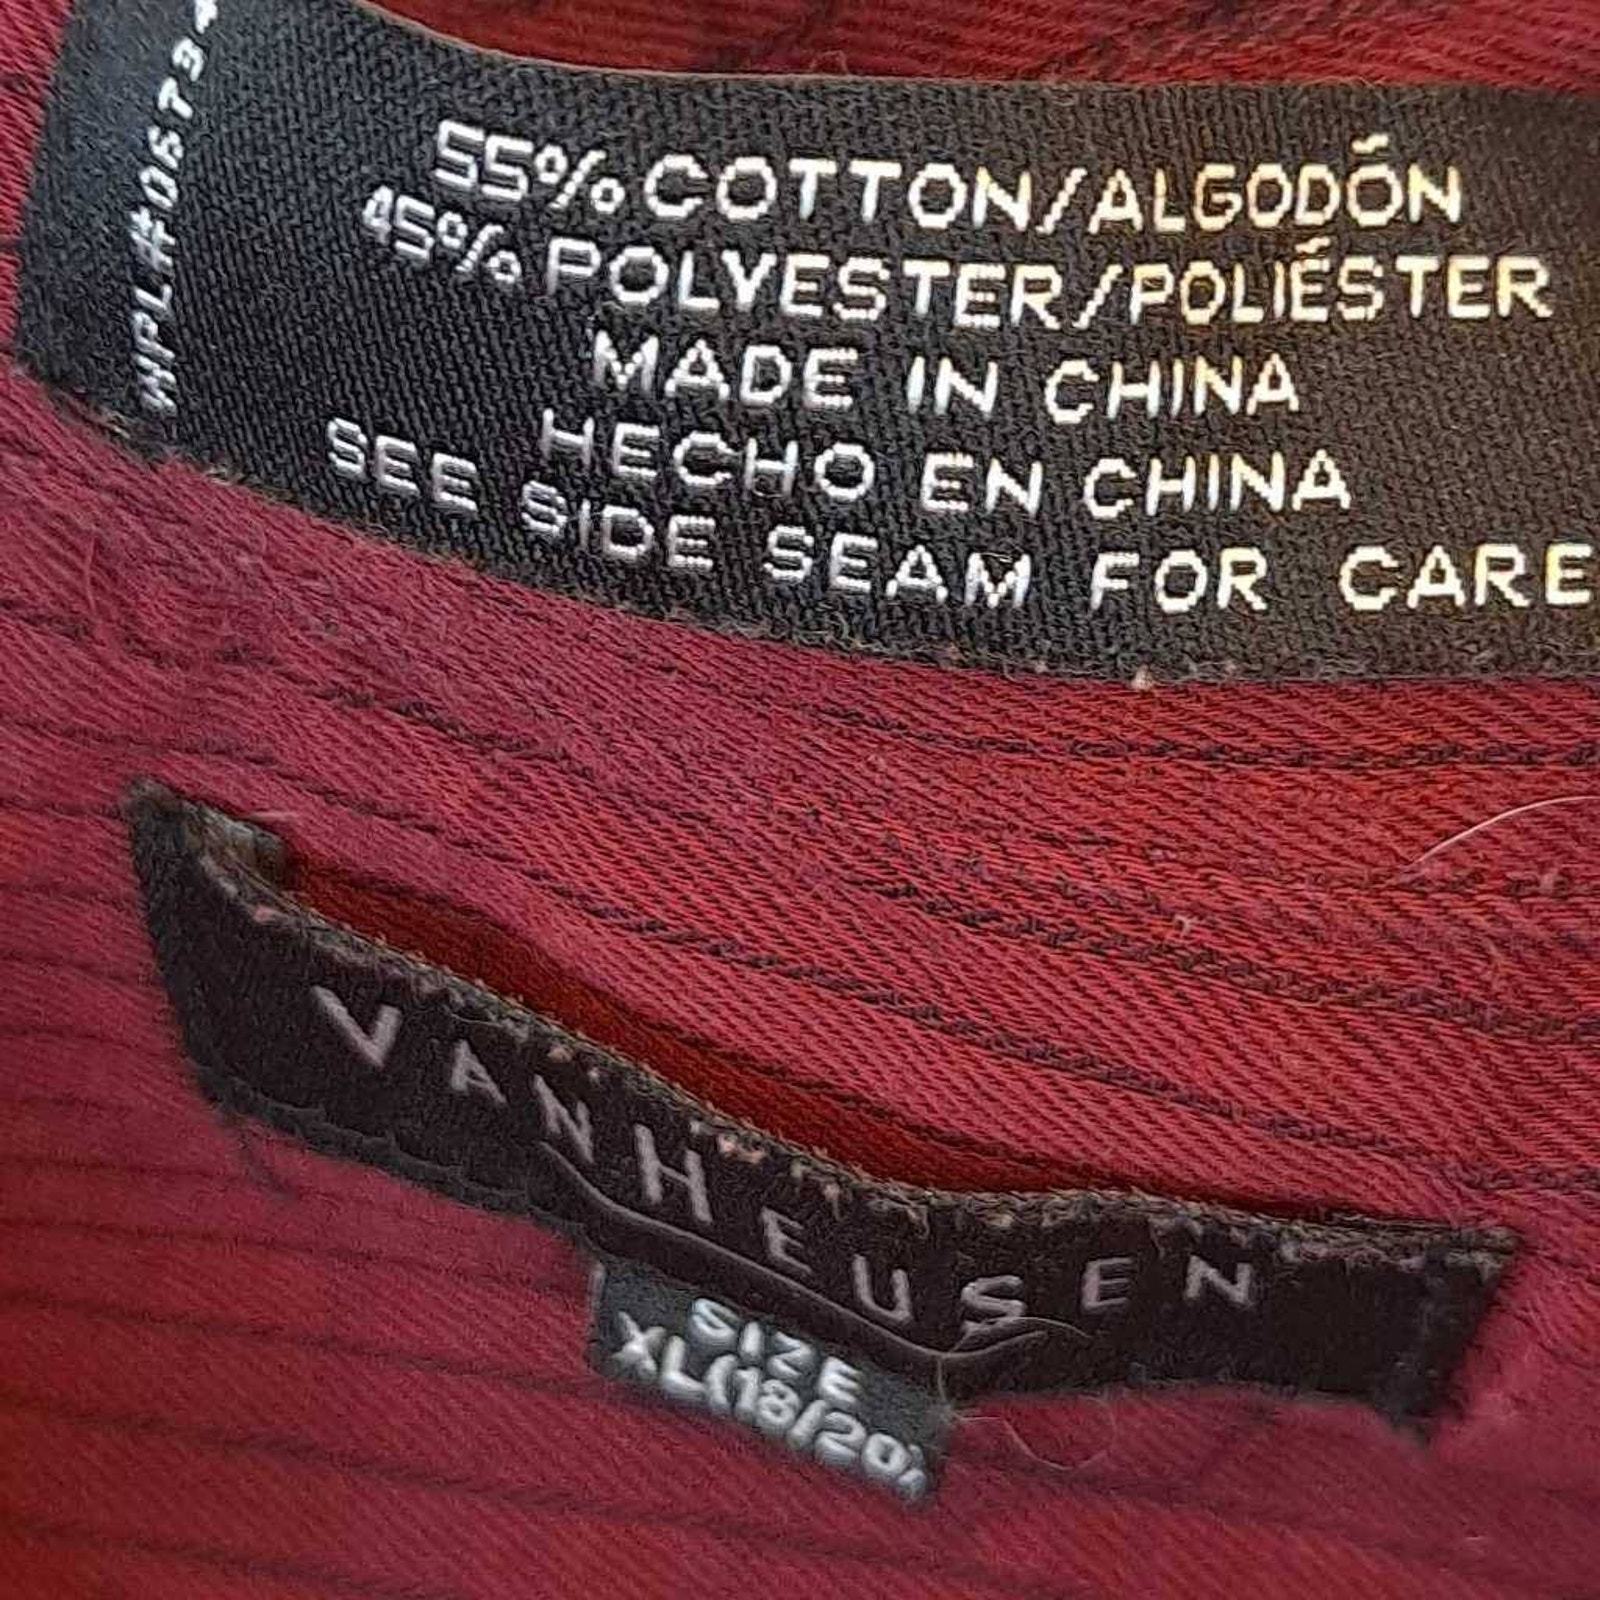 WPL#06T3
55% COTTON/ALGODÓN
45% POLYESTER/POLIÉSTER
MADE IN CHINA
HECHO EN CHINA
SEE SIDE SEAM FOR CARE
VAN HEUSEN
SIZE
XL(18/20)